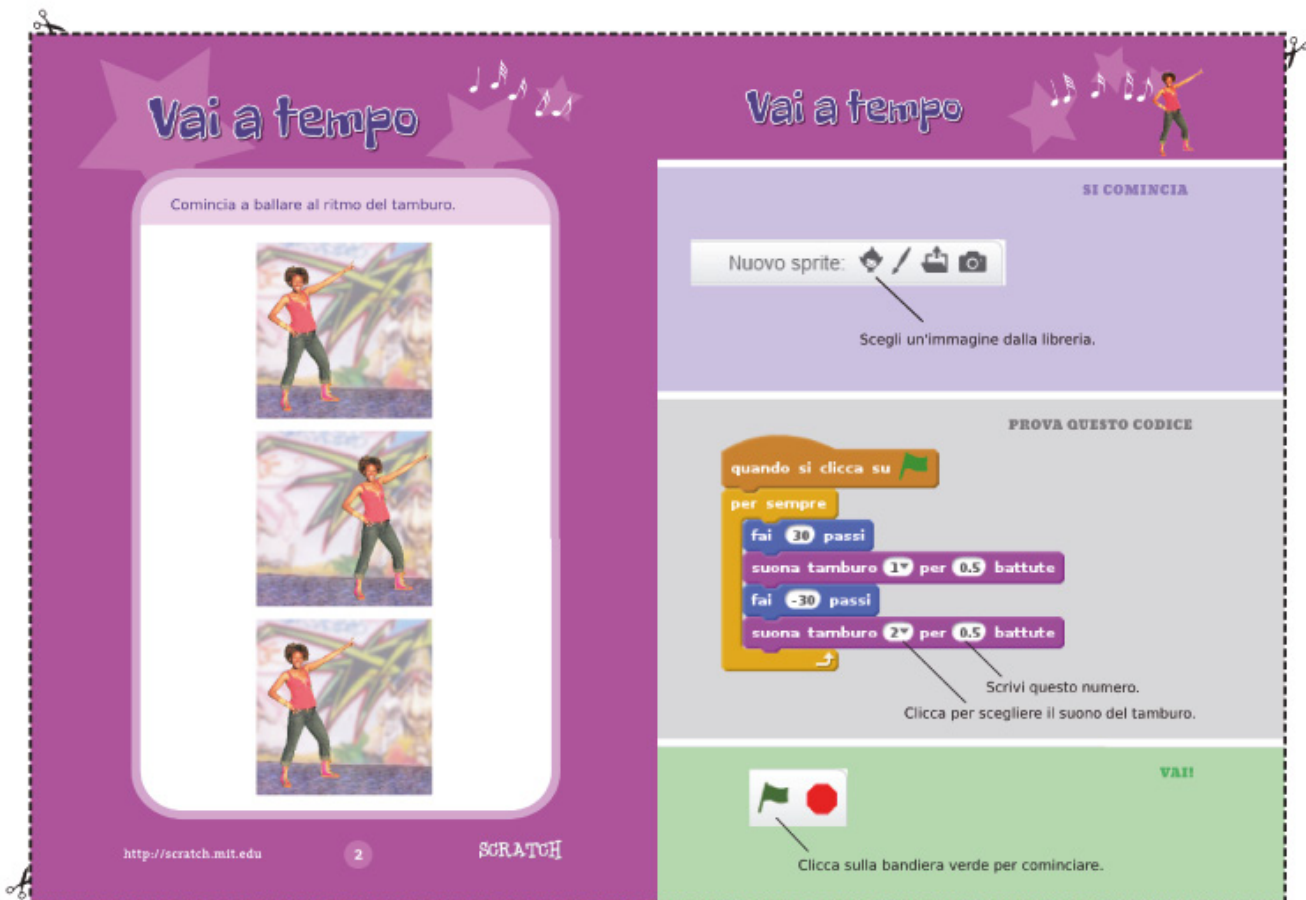 Vai a tempo
Comincia a ballare al ritmo del tamburo.
http://scratch.mit.edu
2
SCRATCH
Vai a tempo
SI COMINCIA
Nuovo sprite:
Scegli un'immagine dalla libreria.
PROVA QUESTO CODICE
quando si clicca su
per sempre
fai 30 passi
suona tamburo 1 per 0.5 battute
fai -30 passi
suona tamburo 2 per 0.5 battute
Scrivi questo numero.
Clicca per scegliere il suono del tamburo.
VAI!
Clicca sulla bandiera verde per cominciare.